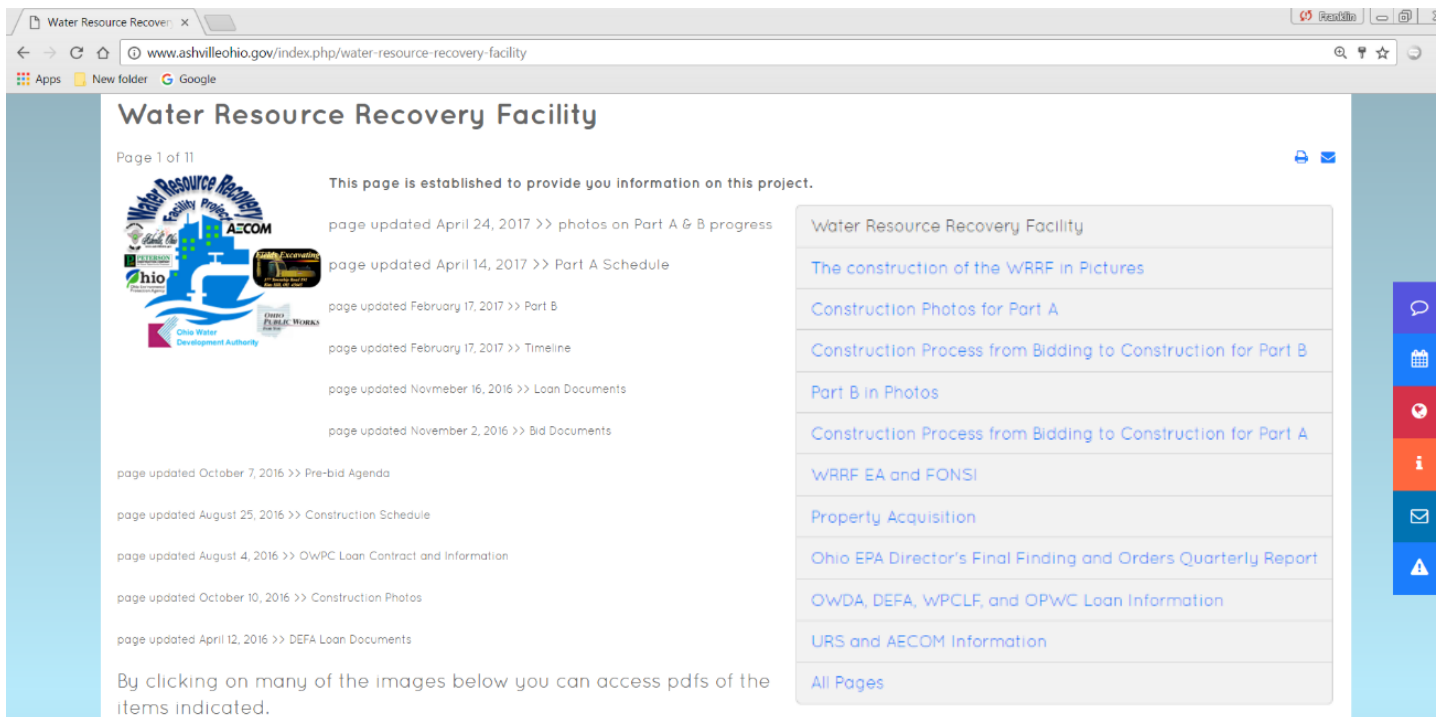 Water Resource Recovery
Franklin
www.ashvilleohio.gov/index.php/water-resource-recovery-facility
Apps New folder Google
Water Resource Recovery Facility
Page 1 of 11
Water Resource Recovery
Facility Project
AECOM
Ashville, Ohio
PETERSON
Fields Excavating
Ohio
Ohio Water
Development Authority
OHIO
PUBLIC WORKS
This page is established to provide you information on this project.
page updated April 24, 2017 >> photos on Part A & B progress
page updated April 14, 2017 >> Part A Schedule
page updated February 17, 2017 >> Part B
page updated February 17, 2017 >> Timeline
page updated Novmeber 16, 2016 >> Loan Documents
page updated November 2, 2016 >> Bid Documents
page updated October 7, 2016 >> Pre-bid Agenda
page updated August 25, 2016 >> Construction Schedule
page updated August 4, 2016 >> OWPC Loan Contract and Information
page updated October 10, 2016 >> Construction Photos
page updated April 12, 2016 >> DEFA Loan Documents
By clicking on many of the images below you can access pdfs of the
items indicated.
Water Resource Recovery Facility
The construction of the WRRF in Pictures
Construction Photos for Part A
Construction Process from Bidding to Construction for Part B
Part B in Photos
Construction Process from Bidding to Construction for Part A
WRRF EA and FONSI
Property Acquisition
Ohio EPA Director's Final Finding and Orders Quarterly Report
OWDA, DEFA, WPCLF, and OPWC Loan Information
URS and AECOM Information
All Pages